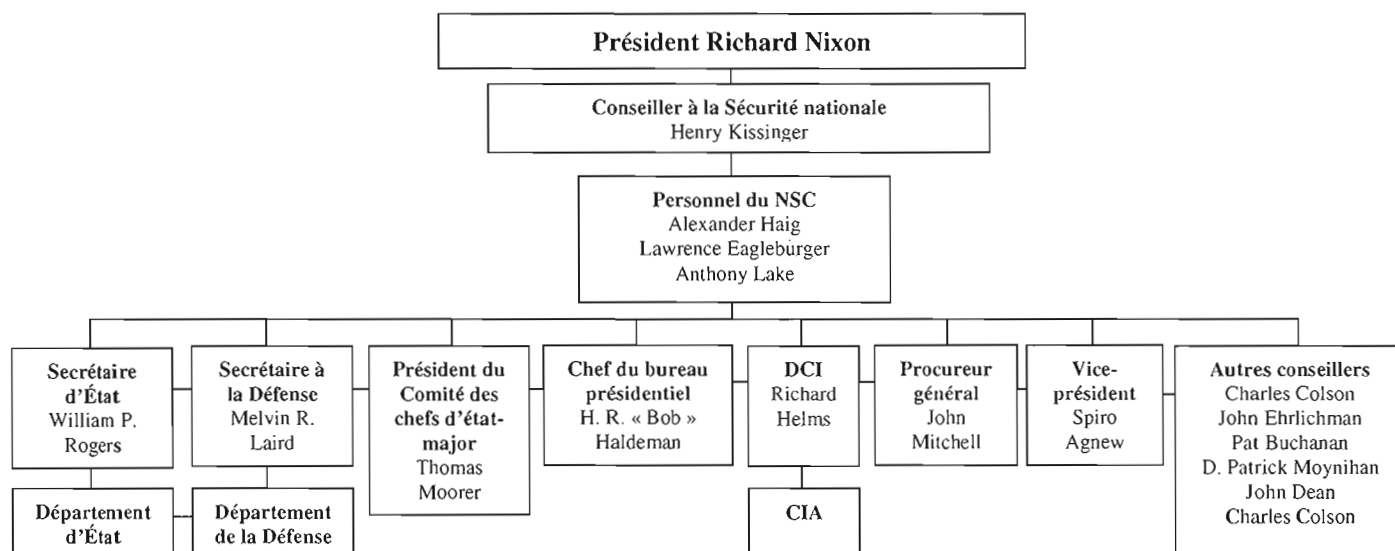 Président Richard Nixon
Conseiller à la Sécurité nationale
Henry Kissinger
Personnel du NSC
Alexander Haig
Lawrence Eagleburger
Anthony Lake
Secrétaire
d'État
William P.
Rogers
Secrétaire à
la Défense
Melvin R.
Laird
Président du
Comité des
chefs d'état-
major
Thomas
Moorer
Chef du bureau
présidentiel
H. R. « Bob »
Haldeman
DCI
Richard
Helms
Procureur
général
John
Mitchell
Vice-
président
Spiro
Agnew
Autres conseillers
Charles Colson
John Ehrlichman
Pat Buchanan
D. Patrick Moynihan
John Dean
Charles Colson
Département
d'État
Département
de la Défense
CIA